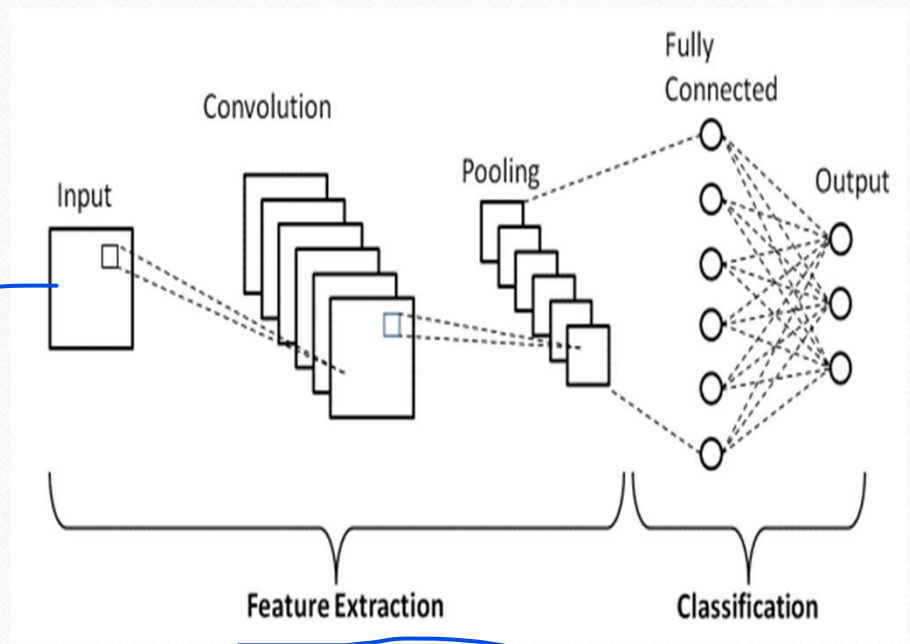 Fully
Connected
Convolution
Pooling
Input
Output
Feature Extraction
Classification